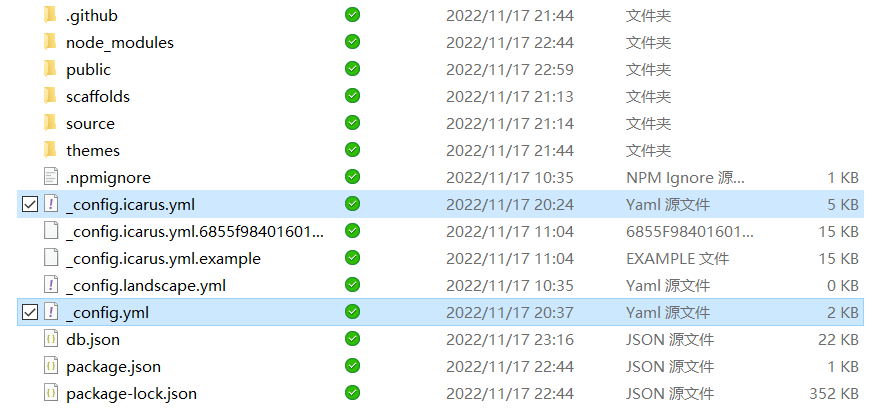 .github 2022/11/17 21:44 文件夹
node_modules 2022/11/17 22:44 文件夹
public 2022/11/17 22:59 文件夹
scaffolds 2022/11/17 21:13 文件夹
source 2022/11/17 21:14 文件夹
themes 2022/11/17 21:44 文件夹
.npmignore 2022/11/17 10:35 NPM Ignore 源... 1 KB
_config.icarus.yml 2022/11/17 20:24 Yaml 源文件 5 KB
_config.icarus.yml.6855f98401601... 2022/11/17 11:04 6855F98401601... 15 KB
_config.icarus.yml.example 2022/11/17 11:04 EXAMPLE 文件 15 KB
_config.landscape.yml 2022/11/17 10:35 Yaml 源文件 0 KB
_config.yml 2022/11/17 20:37 Yaml 源文件 2 KB
db.json 2022/11/17 23:16 JSON 源文件 22 KB
package.json 2022/11/17 22:44 JSON 源文件 1 KB
package-lock.json 2022/11/17 22:44 JSON 源文件 352 KB